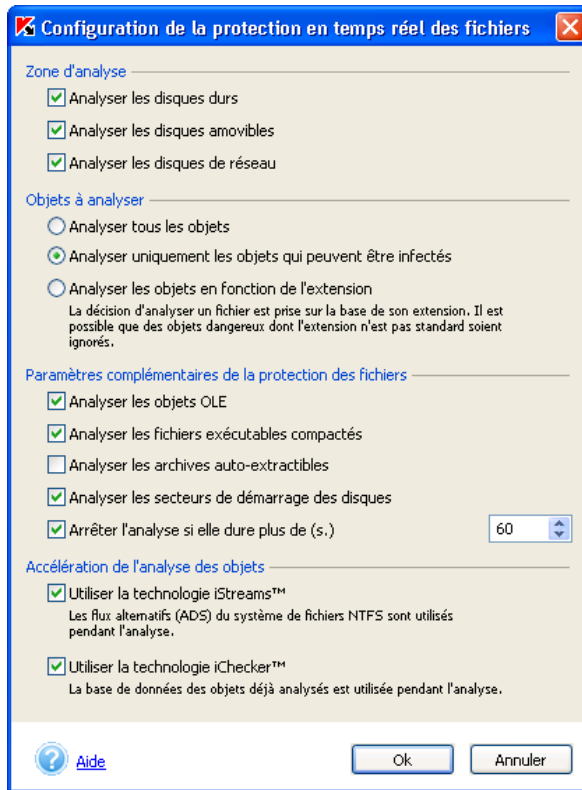 Configuration de la protection en temps réel des fichiers
Zone d'analyse
Analyser les disques durs
Analyser les disques amovibles
Analyser les disques de réseau
Objets à analyser
Analyser tous les objets
Analyser uniquement les objets qui peuvent être infectés
Analyser les objets en fonction de l'extension
La décision d'analyser un fichier est prise sur la base de son extension. Il est
possible que des objets dangereux dont l'extension n'est pas standard soient
ignorés.
Paramètres complémentaires de la protection des fichiers
Analyser les objets OLE
Analyser les fichiers exécutables compactés
Analyser les archives auto-extractibles
Analyser les secteurs de démarrage des disques
Arrêter l'analyse si elle dure plus de (s.) 60
Accélération de l'analyse des objets
Utiliser la technologie iStreams™
Les flux alternatifs (ADS) du système de fichiers NTFS sont utilisés
pendant l'analyse.
Utiliser la technologie iChecker™
La base de données des objets déjà analysés est utilisée pendant l'analyse.
Aide Ok Annuler